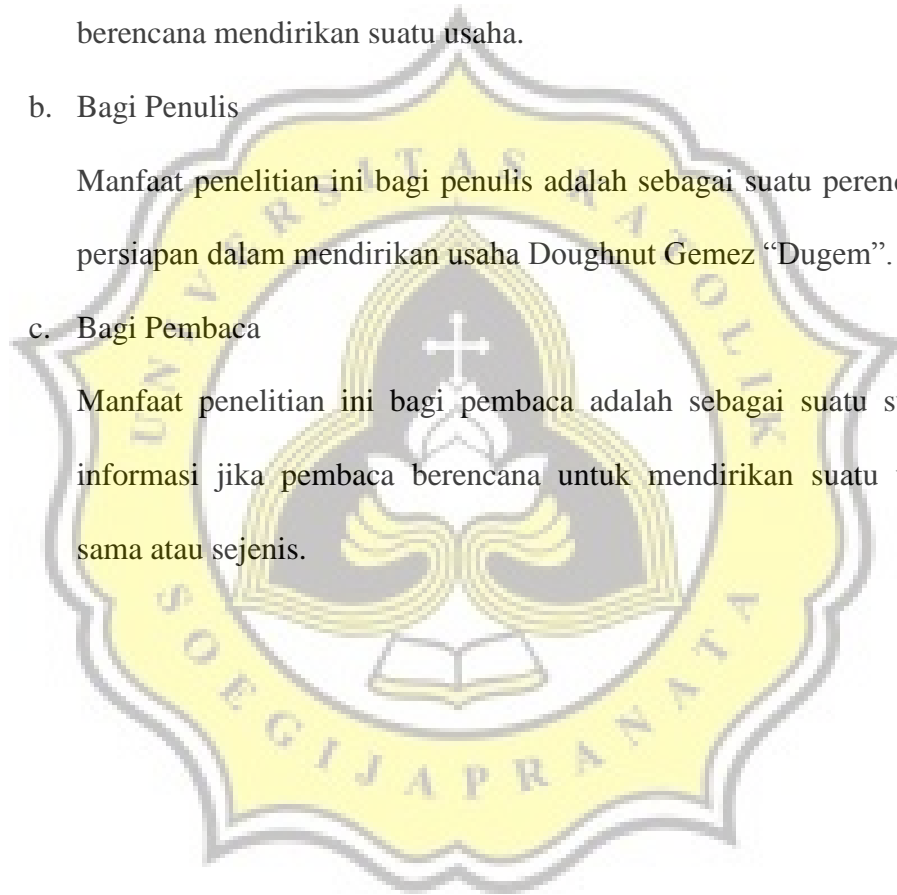 berencana mendirikan suatu usaha.
b. Bagi Penulis
Manfaat penelitian ini bagi penulis adalah sebagai suatu
persiapan dalam mendirikan usaha Doughnut Gemez “Dugem”.
c. Bagi Pembaca
Manfaat penelitian ini bagi pembaca adalah sebagai suatu
informasi jika pembaca berencana untuk mendirikan suatu
sama atau sejenis.
UNIVERSITAS KATOLIK
SOEGIJAPRANATA